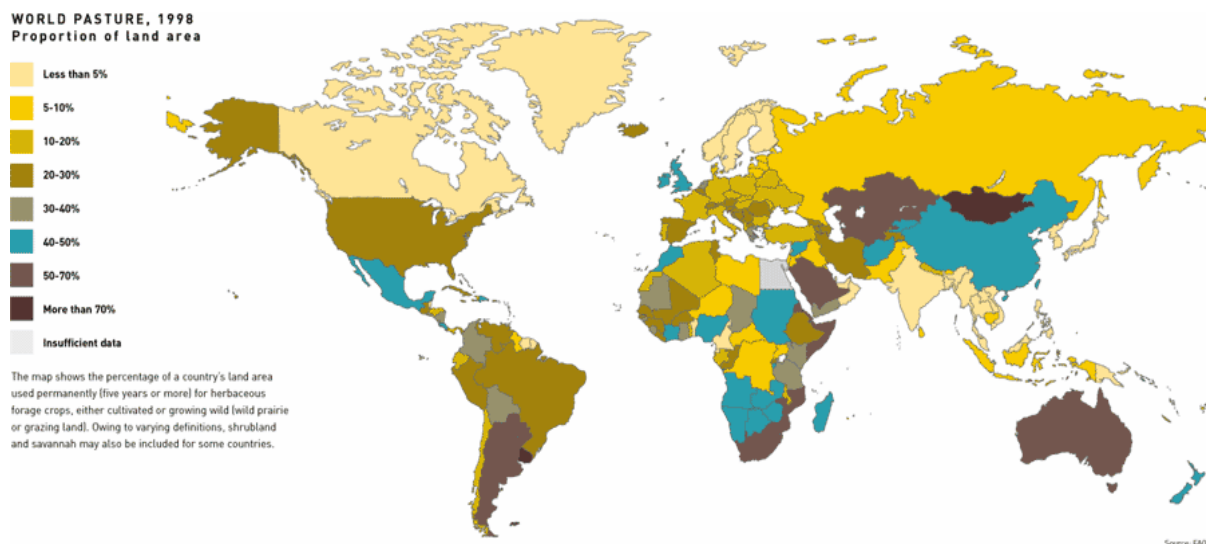 WORLD PASTURE, 1998
Proportion of land area
Less than 5%
5-10%
10-20%
20-30%
30-40%
40-50%
50-70%
More than 70%
Insufficient data
The map shows the percentage of a country's land area
used permanently (five years or more) for herbaceous
forage crops, either cultivated or growing wild (wild prairie
or grazing land). Owing to varying definitions, shrubland
and savannah may also be included for some countries.
Source: FAO